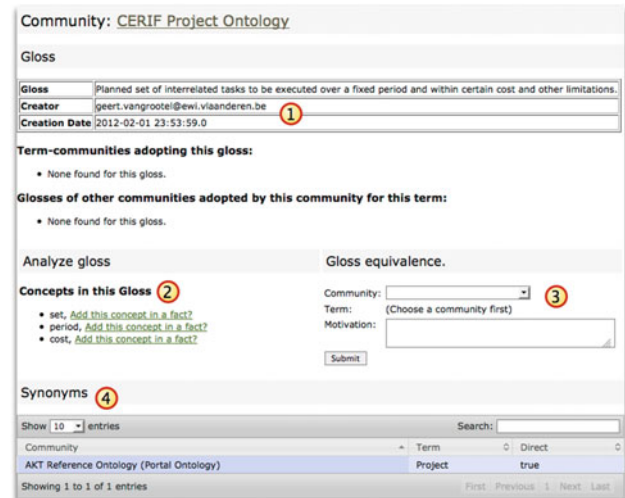 Community: CERIF Project Ontology
Gloss
Gloss Planned set of interrelated tasks to be executed over a fixed period and within certain cost and other limitations.
Creator geert.vangrootel@ewi.vlaanderen.be
1
Creation Date 2012-02-01 23:53:59.0
Term-communities adopting this gloss:
• None found for this gloss.
Glosses of other communities adopted by this community for this term:
• None found for this gloss.
Analyze gloss
Concepts in this Gloss 2
• set, Add this concept in a fact?
• period, Add this concept in a fact?
• cost, Add this concept in a fact?
Gloss equivalence.
Community:
3
Term: (Choose a community first)
Motivation:
Submit
Synonyms 4
Show 10 entries Search:
Community Term Direct
AKT Reference Ontology (Portal Ontology) Project true
Showing 1 to 1 of 1 entries First Previous 1 Next Last